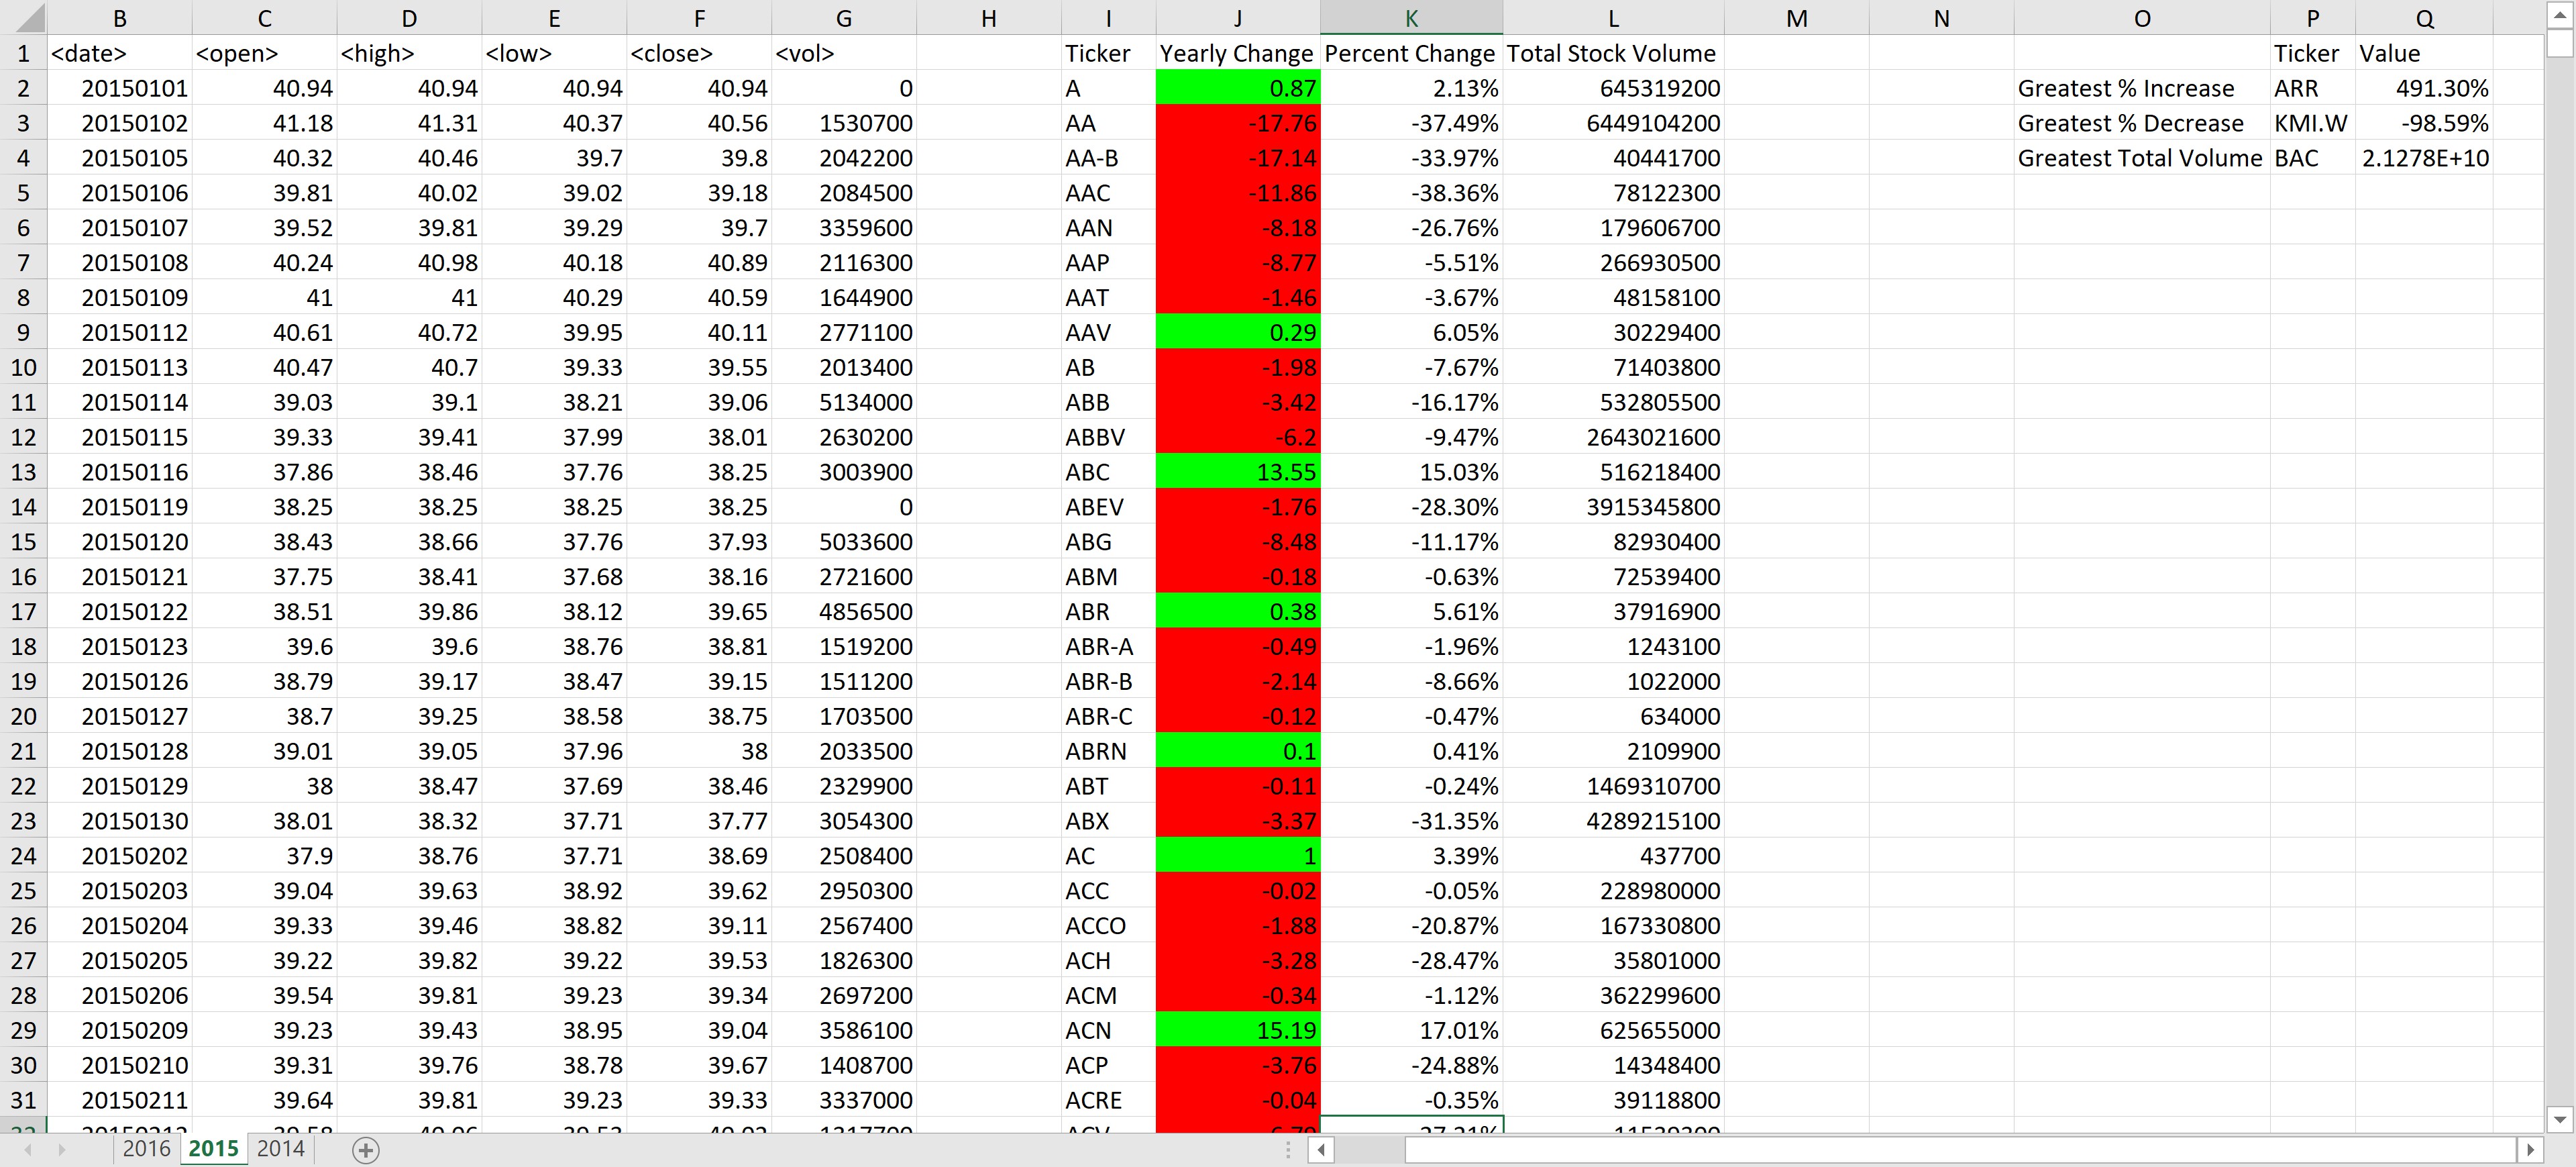 B C D E F G H I J K L M N O P Q
1 <date> <open> <high> <low> <close> <vol> Ticker Yearly Change Percent Change Total Stock Volume Ticker Value
2 20150101 40.94 40.94 40.94 40.94 0 A 0.87 2.13% 645319200 Greatest % Increase ARR 491.30%
3 20150102 41.18 41.31 40.37 40.56 1530700 AA -17.76 -37.49% 6449104200 Greatest % Decrease KMI.W -98.59%
4 20150105 40.32 40.46 39.7 39.8 2042200 AA-B -17.14 -33.97% 40441700 Greatest Total Volume BAC 2.1278E+10
5 20150106 39.81 40.02 39.02 39.18 2084500 AAC -11.86 -38.36% 78122300
6 20150107 39.52 39.81 39.29 39.7 3359600 AAN -8.18 -26.76% 179606700
7 20150108 40.24 40.98 40.18 40.89 2116300 AAP -8.77 -5.51% 266930500
8 20150109 41 41 40.29 40.59 1644900 AAT -1.46 -3.67% 48158100
9 20150112 40.61 40.72 39.95 40.11 2771100 AAV 0.29 6.05% 30229400
10 20150113 40.47 40.7 39.33 39.55 2013400 AB -1.98 -7.67% 71403800
11 20150114 39.03 39.1 38.21 39.06 5134000 ABB -3.42 -16.17% 532805500
12 20150115 39.33 39.41 37.99 38.01 2630200 ABBV -6.2 -9.47% 2643021600
13 20150116 37.86 38.46 37.76 38.25 3003900 ABC 13.55 15.03% 516218400
14 20150119 38.25 38.25 38.25 38.25 0 ABEV -1.76 -28.30% 3915345800
15 20150120 38.43 38.66 37.76 37.93 5033600 ABG -8.48 -11.17% 82930400
16 20150121 37.75 38.41 37.68 38.16 2721600 ABM -0.18 -0.63% 72539400
17 20150122 38.51 39.86 38.12 39.65 4856500 ABR 0.38 5.61% 37916900
18 20150123 39.6 39.6 38.76 38.81 1519200 ABR-A -0.49 -1.96% 1243100
19 20150126 38.79 39.17 38.47 39.15 1511200 ABR-B -2.14 -8.66% 1022000
20 20150127 38.7 39.25 38.58 38.75 1703500 ABR-C -0.12 -0.47% 634000
21 20150128 39.01 39.05 37.96 38 2033500 ABRN 0.1 0.41% 2109900
22 20150129 38 38.47 37.69 38.46 2329900 ABT -0.11 -0.24% 1469310700
23 20150130 38.01 38.32 37.71 37.77 3054300 ABX -3.37 -31.35% 4289215100
24 20150202 37.9 38.76 37.71 38.69 2508400 AC 1 3.39% 437700
25 20150203 39.04 39.63 38.92 39.62 2950300 ACC -0.02 -0.05% 228980000
26 20150204 39.33 39.46 38.82 39.11 2567400 ACCO -1.88 -20.87% 167330800
27 20150205 39.22 39.82 39.22 39.53 1826300 ACH -3.28 -28.47% 35801000
28 20150206 39.54 39.81 39.23 39.34 2697200 ACM -0.34 -1.12% 362299600
29 20150209 39.23 39.43 38.95 39.04 3586100 ACN 15.19 17.01% 625655000
30 20150210 39.31 39.76 38.78 39.67 1408700 ACP -3.76 -24.88% 14348400
31 20150211 39.64 39.81 39.23 39.33 3337000 ACRE -0.04 -0.35% 39118800
2016 2015 2014